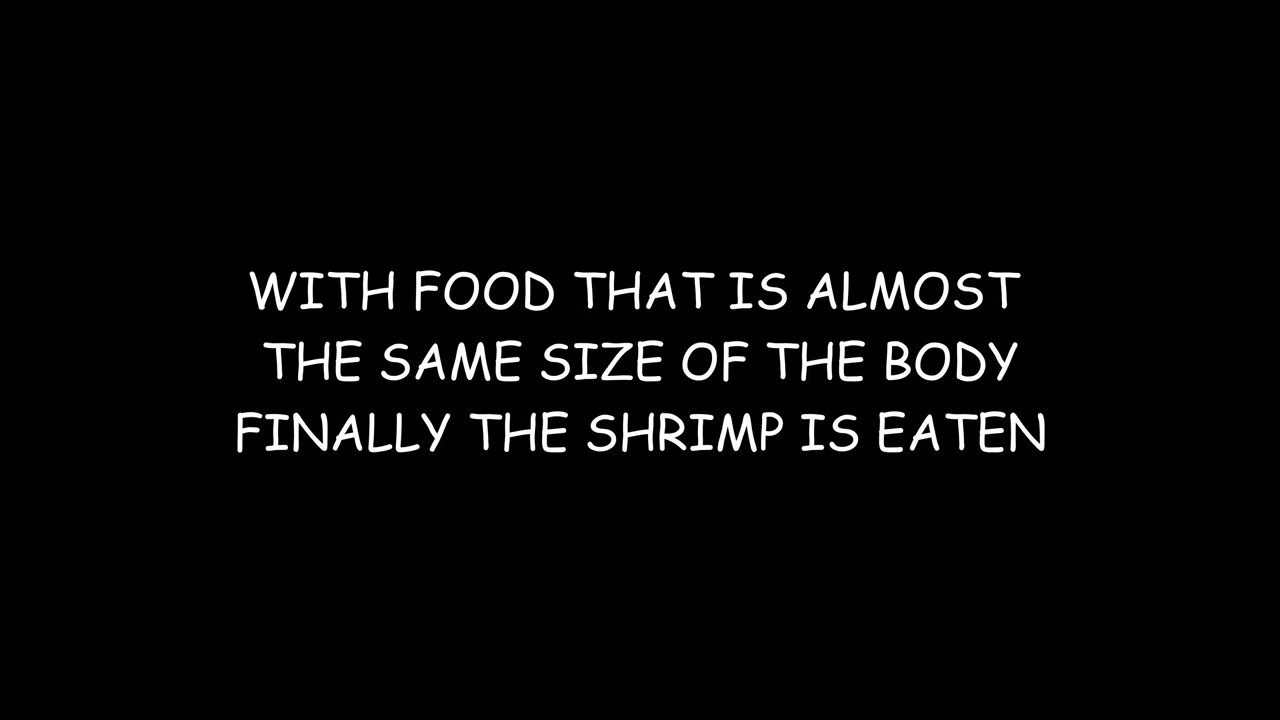 WITH FOOD THAT IS ALMOST
THE SAME SIZE OF THE BODY
FINALLY THE SHRIMP IS EATEN